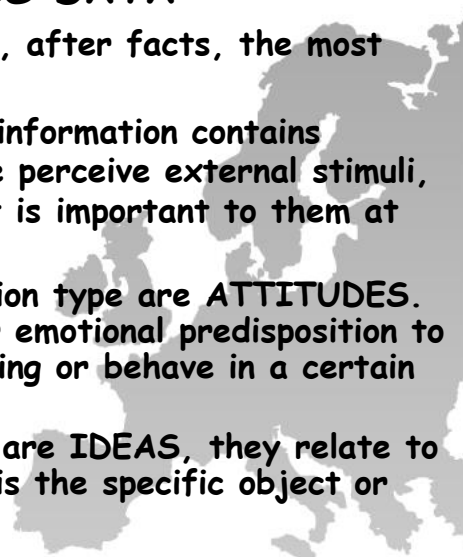 , after facts, the most
information contains
perceive external stimuli,
is important to them at
ion type are ATTITUDES.
emotional predisposition to
ing or behave in a certain
are IDEAS, they relate to
is the specific object or